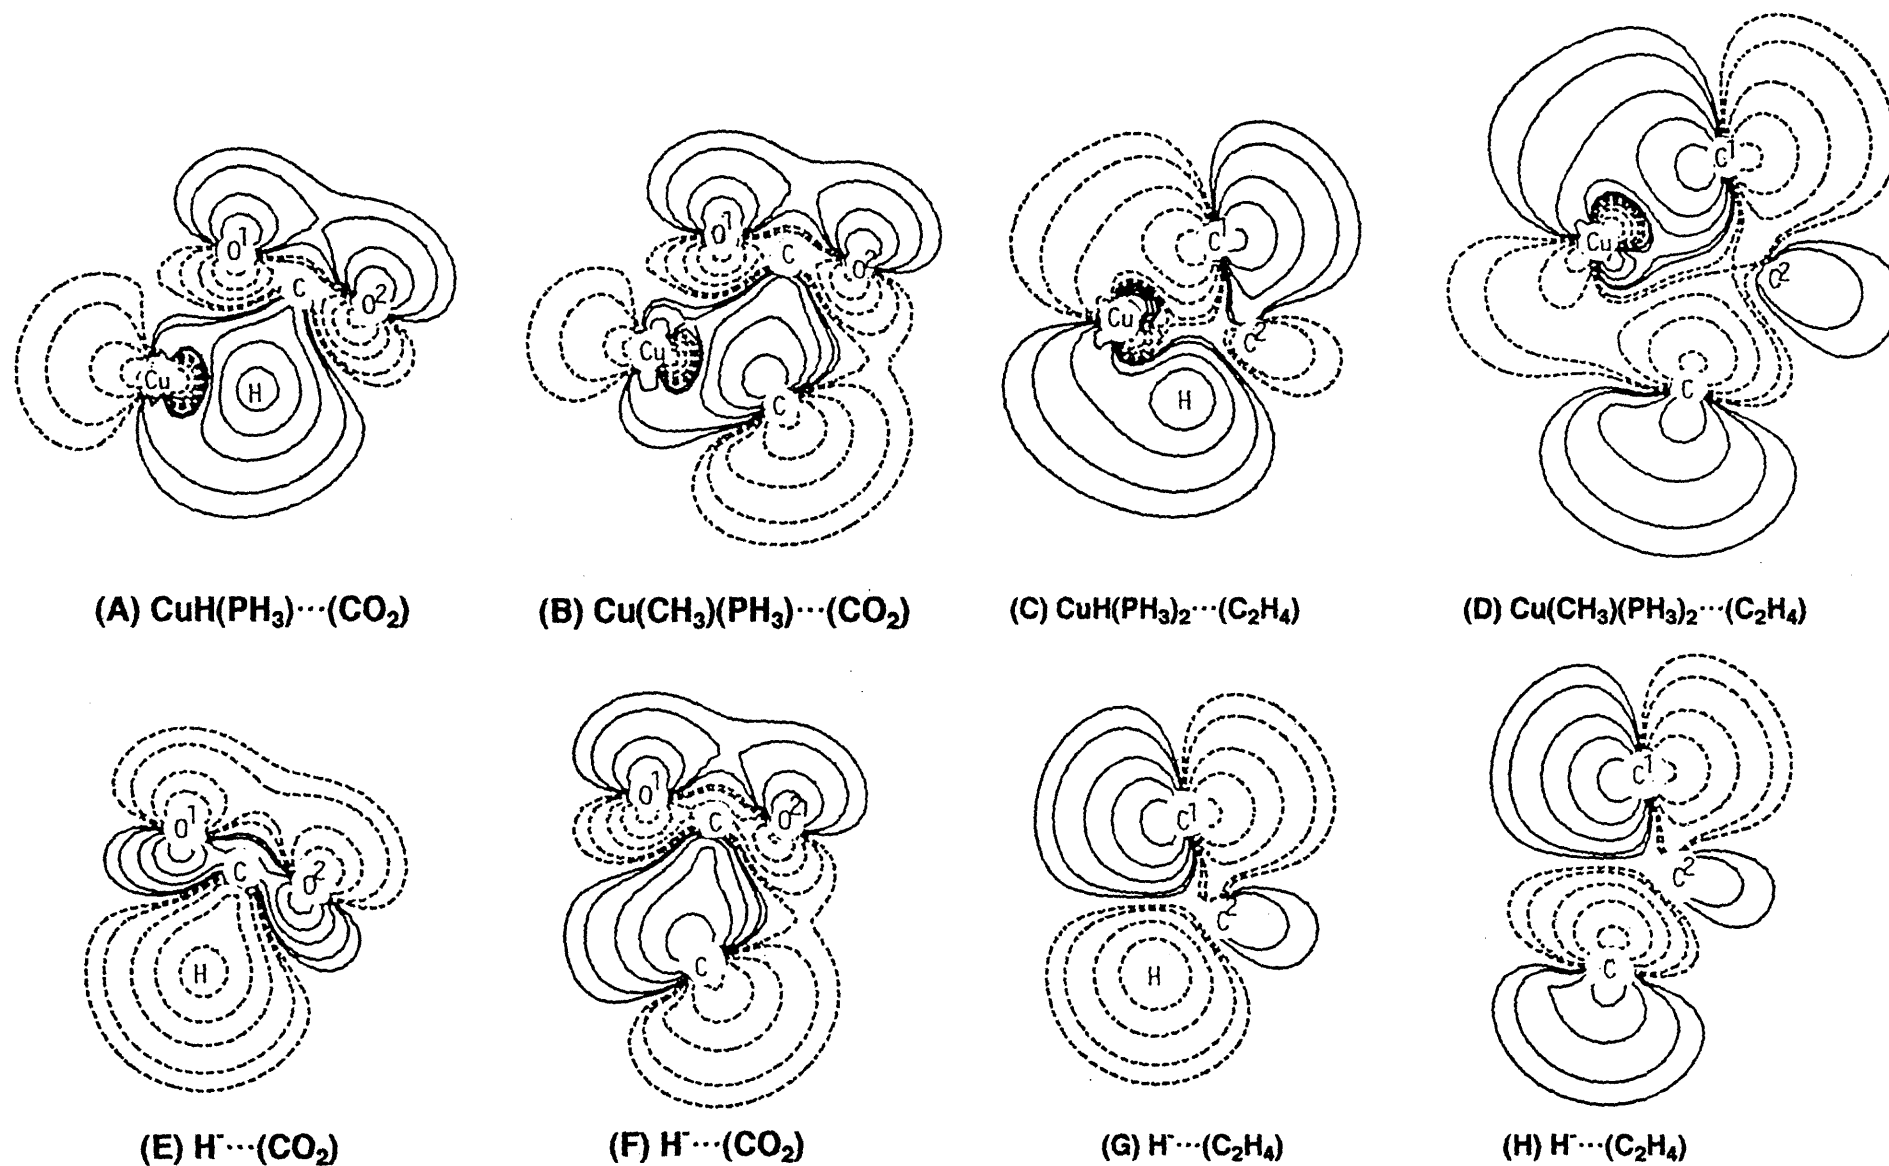 O1
C
O2
Cu
H
O1
C
O2
Cu
C
C1
Cu
C2
H
C1
Cu
C2
C
(A) CuH(PH3)···(CO2)
(B) Cu(CH3)(PH3)···(CO2)
(C) CuH(PH3)2···(C2H4)
(D) Cu(CH3)(PH3)2···(C2H4)
O1
C
O2
H
O1
C
O2
C
C1
C2
H
C1
C2
C
(E) H-···(CO2)
(F) H-···(CO2)
(G) H-···(C2H4)
(H) H-···(C2H4)